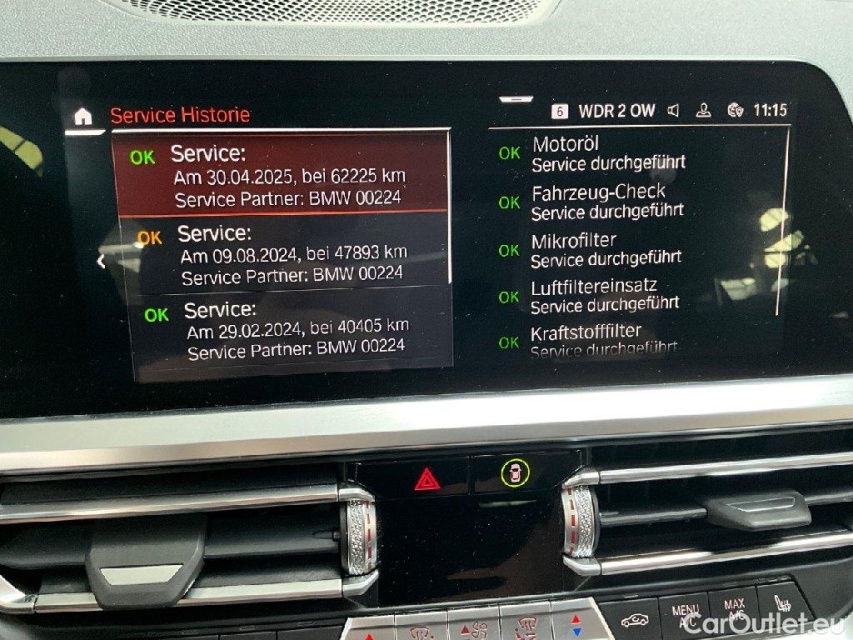 Service Historie
6 WDR 2 OW 11:15
OK Service:
Am 30.04.2025, bei 62225 km
Service Partner: BMW 00224
OK Service:
Am 09.08.2024, bei 47893 km
Service Partner: BMW 00224
OK Service:
Am 29.02.2024, bei 40405 km
Service Partner: BMW 00224
OK Motoröl
Service durchgeführt
OK Fahrzeug-Check
Service durchgeführt
OK Mikrofilter
Service durchgeführt
OK Luftfiltereinsatz
Service durchgeführt
OK Kraftstofffilter
Service durchgeführt
MENU
MAX
A/C
CarOutlet.eu